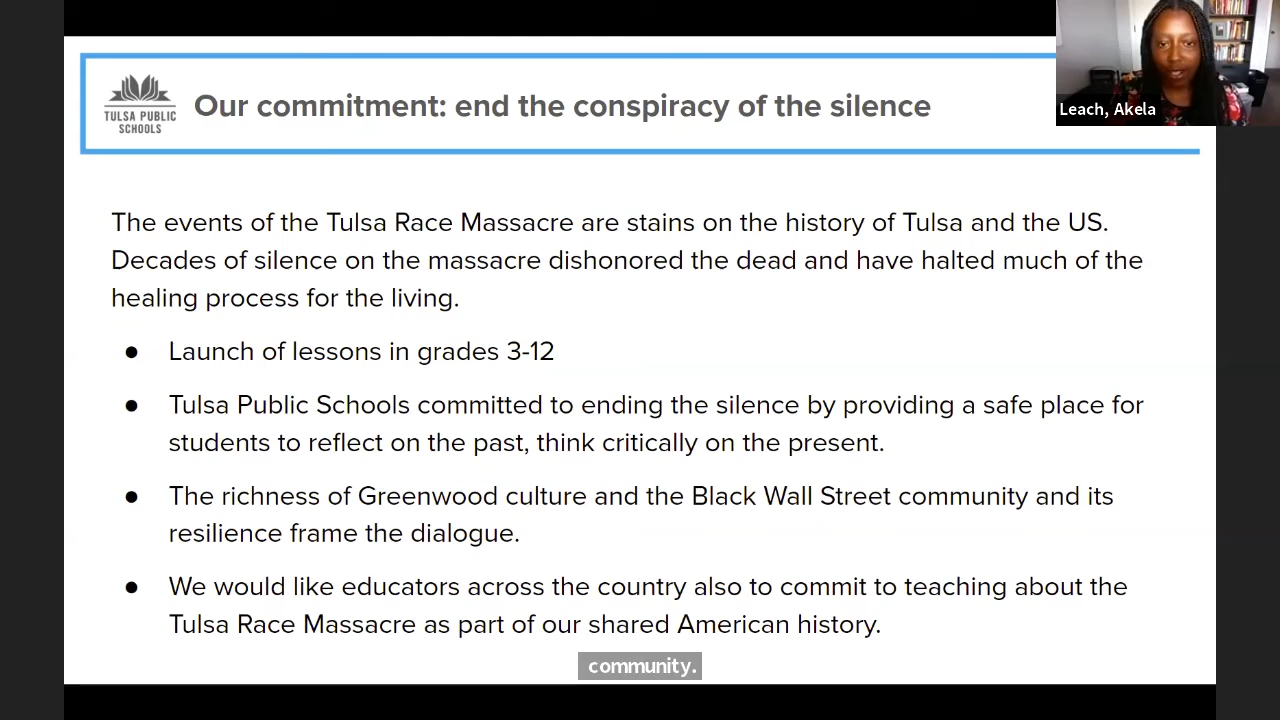 TULSA PUBLIC
SCHOOLS
Our commitment: end the conspiracy of the silence
Leach, Akela
The events of the Tulsa Race Massacre are stains on the history of Tulsa and the US.
Decades of silence on the massacre dishonored the dead and have halted much of the
healing process for the living.
● Launch of lessons in grades 3-12
● Tulsa Public Schools committed to ending the silence by providing a safe place for
students to reflect on the past, think critically on the present.
● The richness of Greenwood culture and the Black Wall Street community and its
resilience frame the dialogue.
● We would like educators across the country also to commit to teaching about the
Tulsa Race Massacre as part of our shared American history.
community.